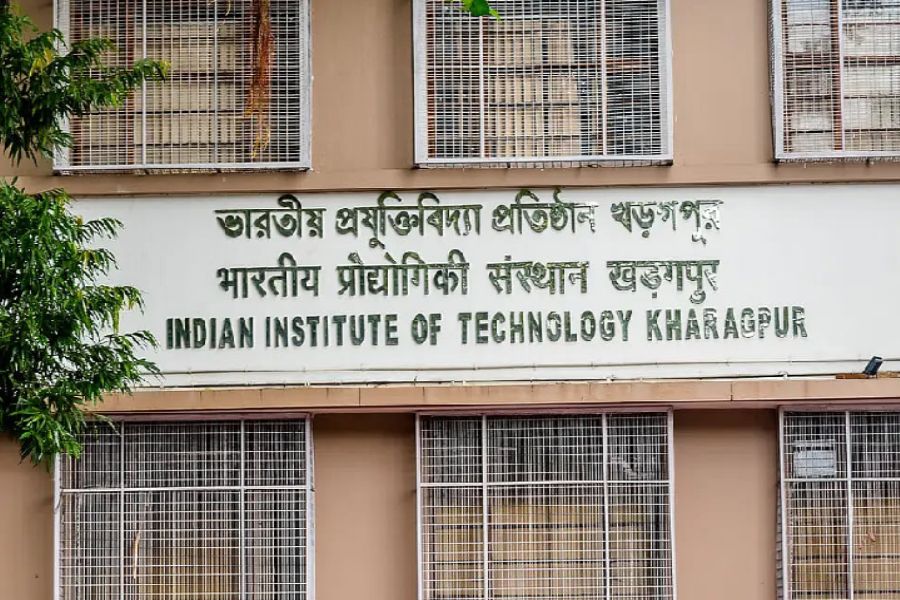 ভারতীয় প্রযুক্তিবিদ্যা প্রতিষ্ঠান খড়গপুর
भारतीय प्रौद्योगिकी संस्थान खड़गपुर
INDIAN INSTITUTE OF TECHNOLOGY KHARAGPUR